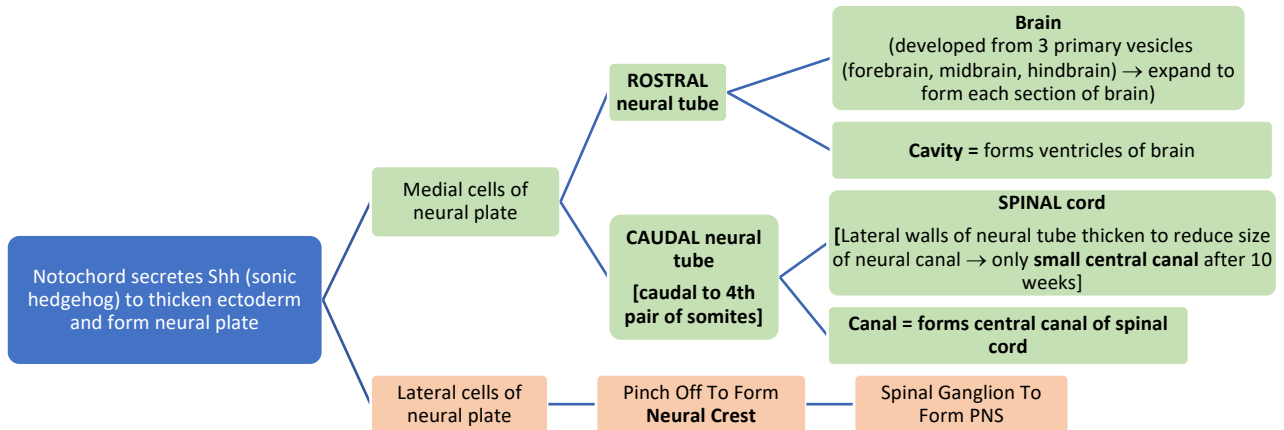 Notochord secretes Shh (sonic
hedgehog) to thicken ectoderm
and form neural plate
Medial cells of
neural plate
ROSTRAL
neural tube
Brain
(developed from 3 primary vesicles
(forebrain, midbrain, hindbrain) → expand to
form each section of brain)
Cavity = forms ventricles of brain
CAUDAL neural
tube
[caudal to 4th
pair of somites]
SPINAL cord
[Lateral walls of neural tube thicken to reduce size
of neural canal → only small central canal after 10
weeks]
Canal = forms central canal of spinal
cord
Lateral cells of
neural plate
Pinch Off To Form
Neural Crest
Spinal Ganglion To
Form PNS